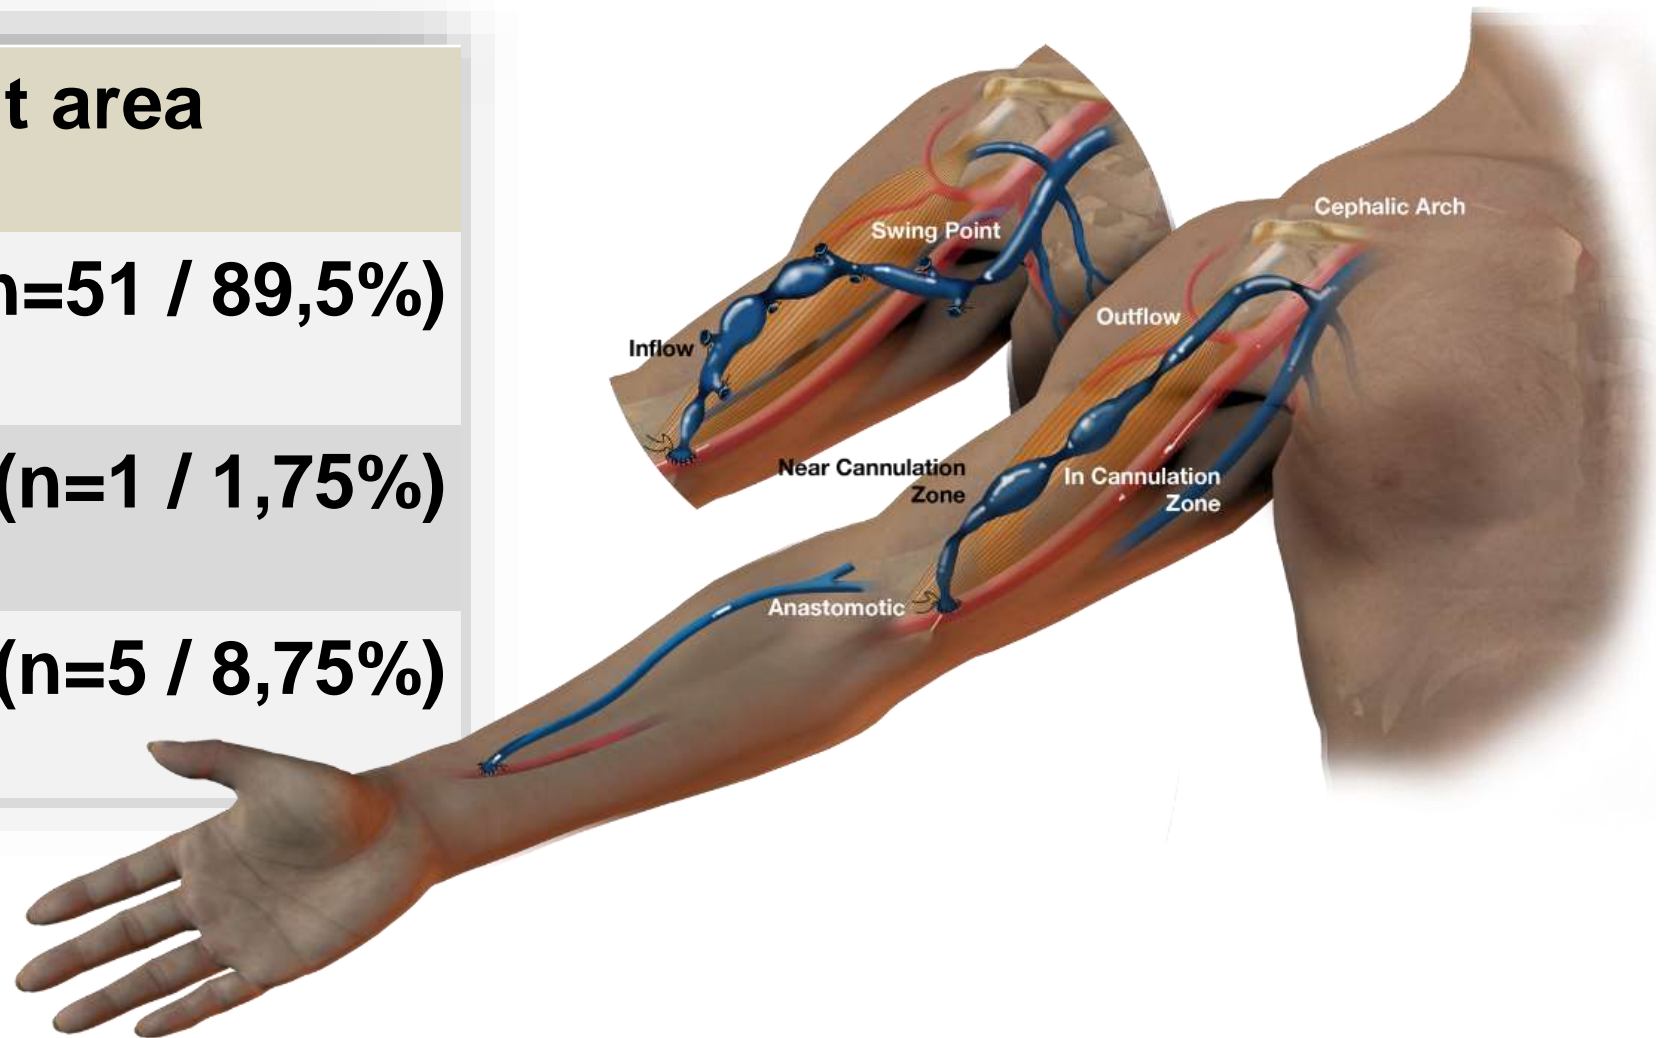 t area
n=51 / 89,5%)
(n=1 / 1,75%)
(n=5 / 8,75%)
Swing Point
Inflow
Cephalic Arch
Outflow
Near Cannulation
Zone
In Cannulation
Zone
Anastomotic